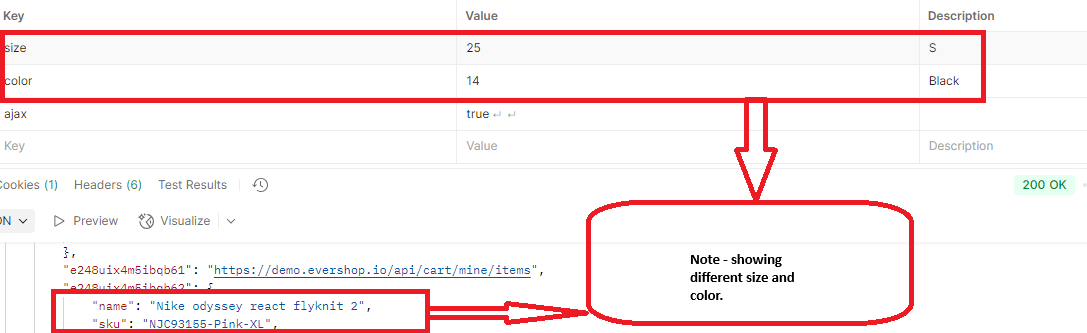 Key Value Description
size 25 S
color 14 Black
ajax true ↵ ↵
Key Value Description
Cookies (1) Headers (6) Test Results
200 OK
ON Preview Visualize
},
"e248uix4m5ibqb61": "https://demo.evershop.io/api/cart/mine/items",
"e248uix4m5ibqb62": {
"name": "Nike odyssey react flyknit 2",
"sku": "NJC93155-Pink-XL",
Note - showing
different size and
color.